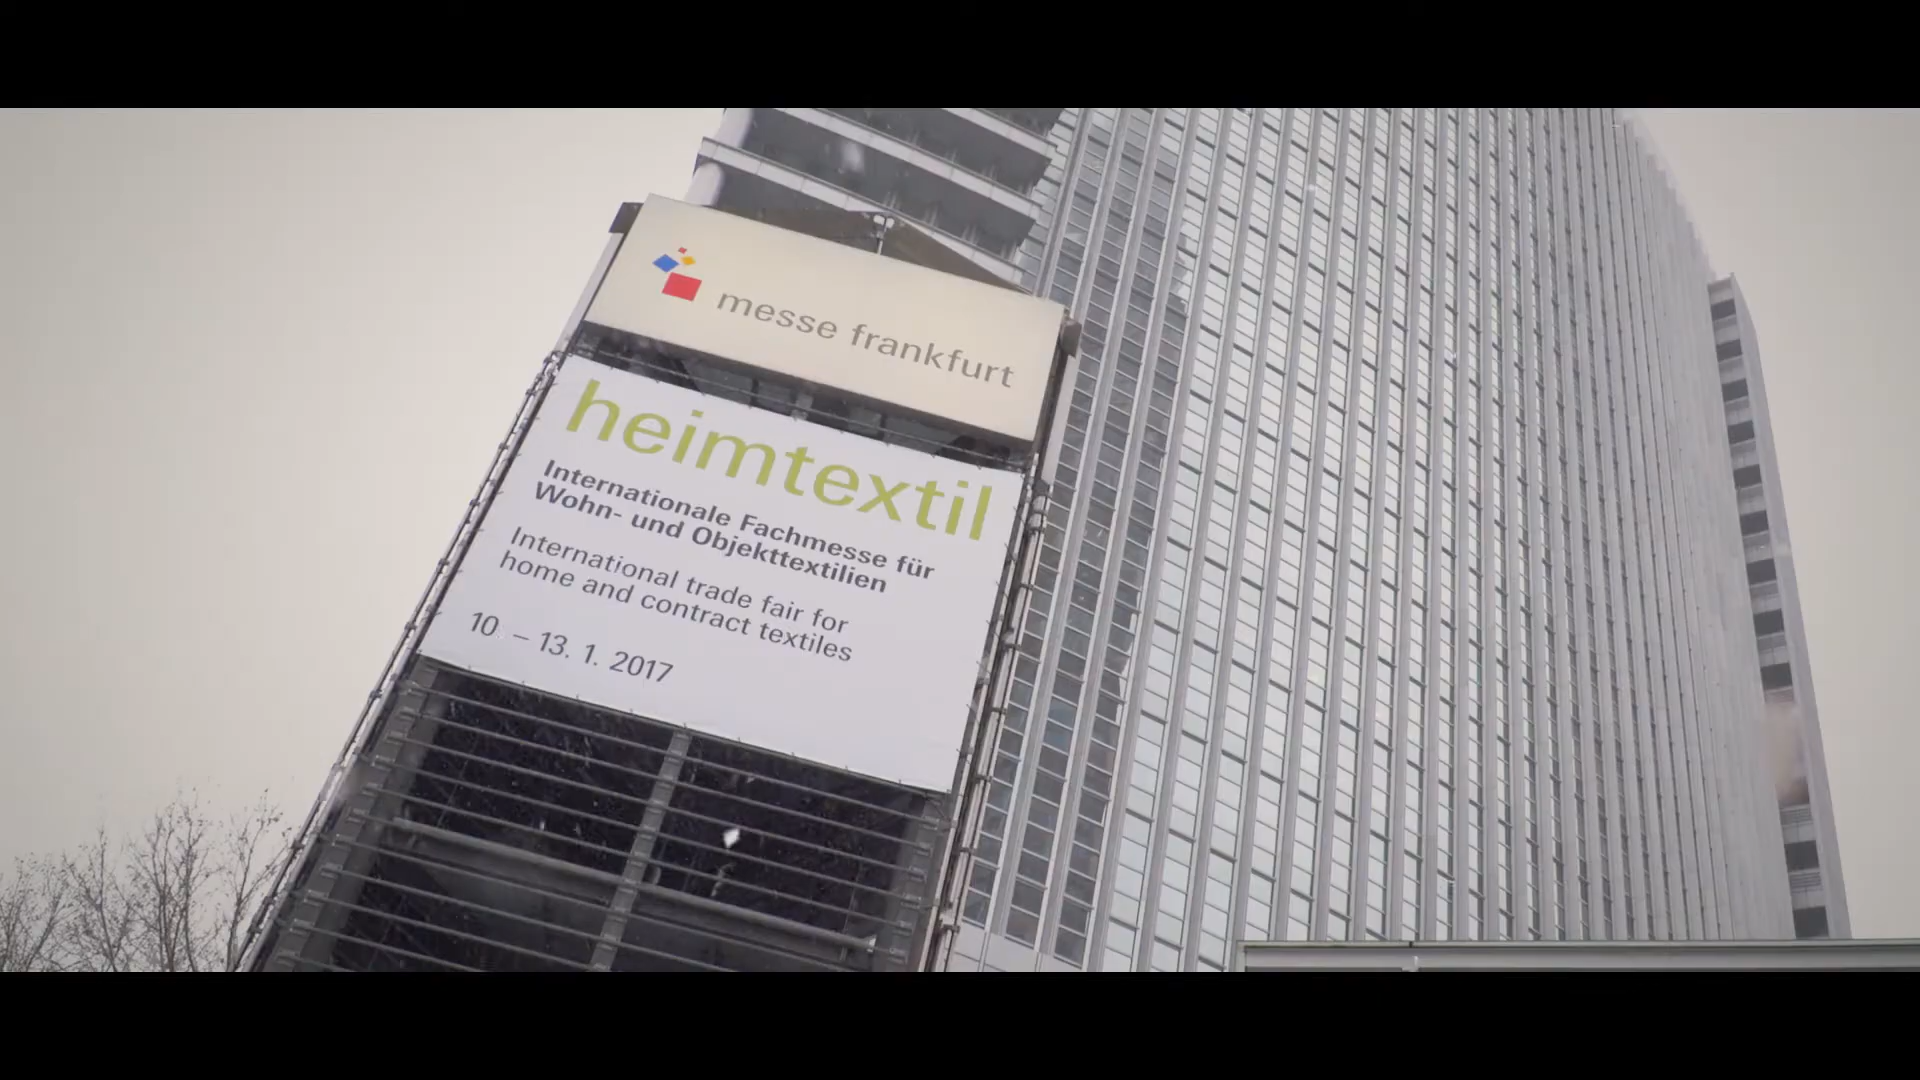 messe frankfurt
heimtextil
Internationale Fachmesse für
Wohn- und Objekttextilien
International trade fair for
home and contract textiles
10. – 13. 1. 2017